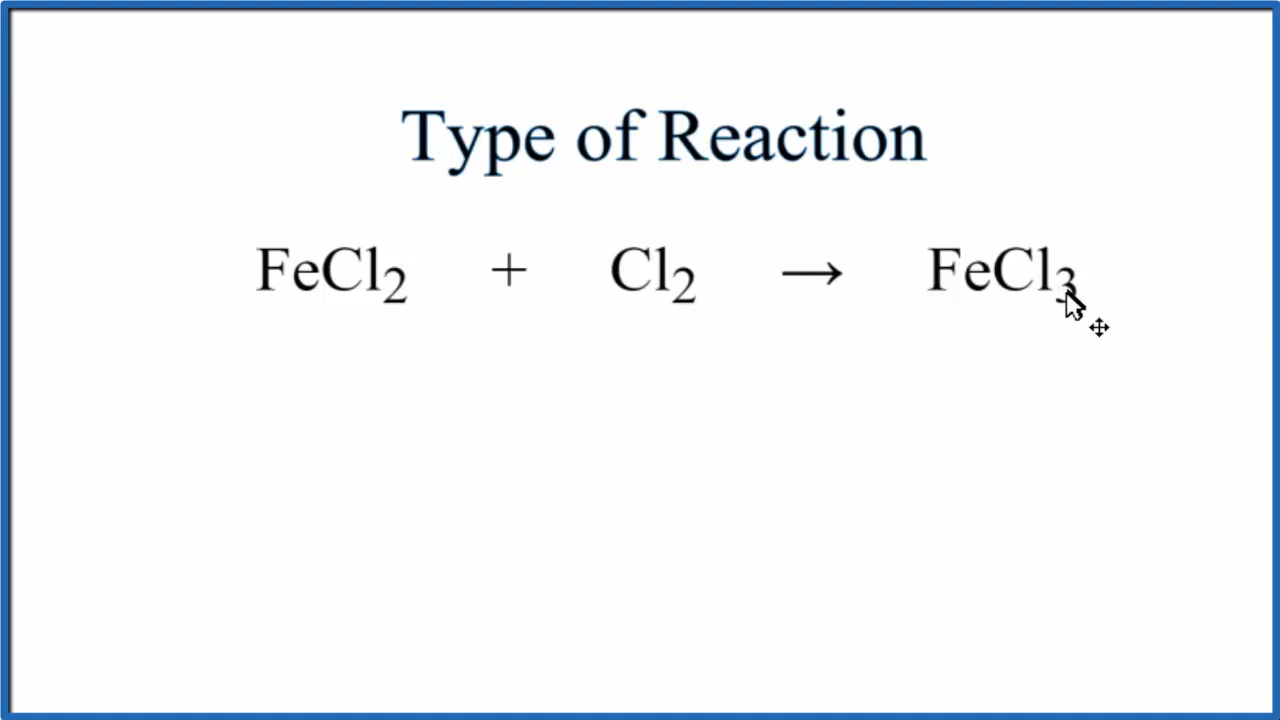 Type of Reaction
FeCl₂ + Cl₂ → FeCl₃